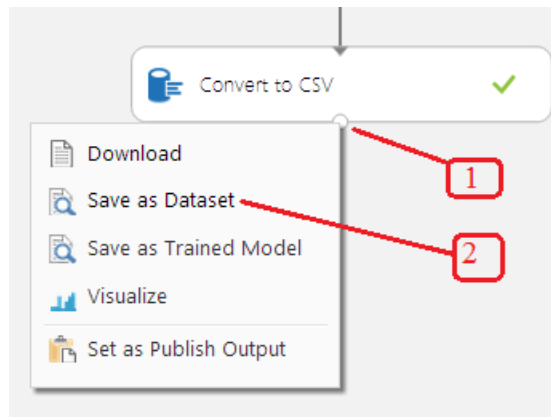 Convert to CSV
Download
1
Save as Dataset
Save as Trained Model
2
Visualize
Set as Publish Output